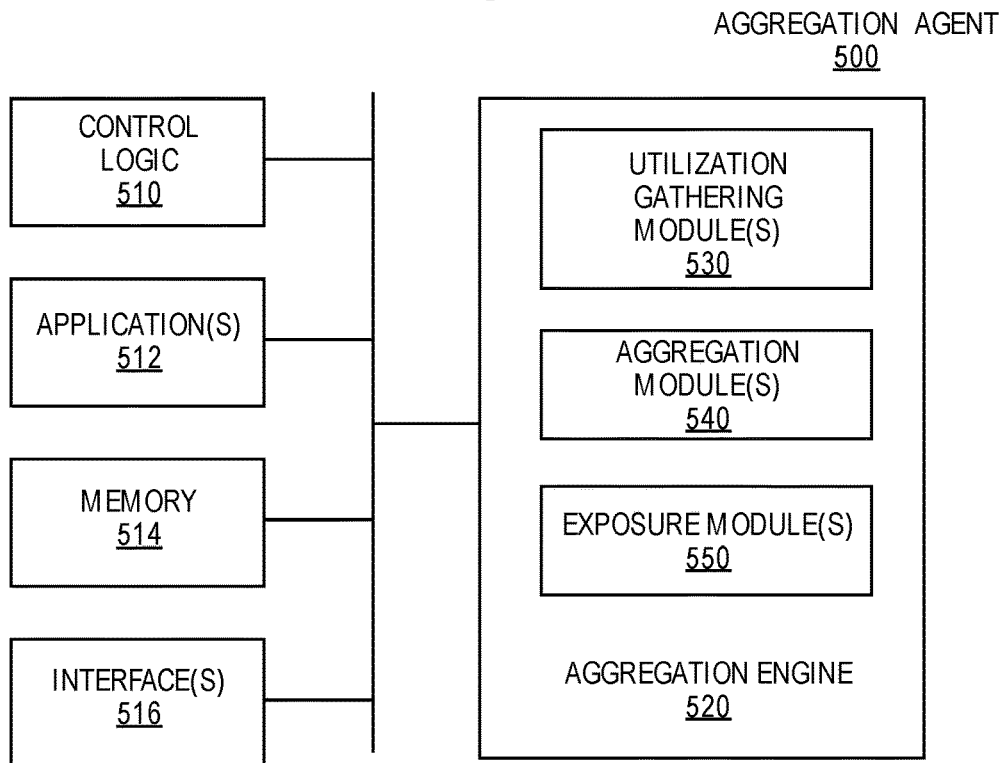 AGGREGATION AGENT
500
CONTROL
LOGIC
510
APPLICATION(S)
512
MEMORY
514
INTERFACE(S)
516
UTILIZATION
GATHERING
MODULE(S)
530
AGGREGATION
MODULE(S)
540
EXPOSURE MODULE(S)
550
AGGREGATION ENGINE
520